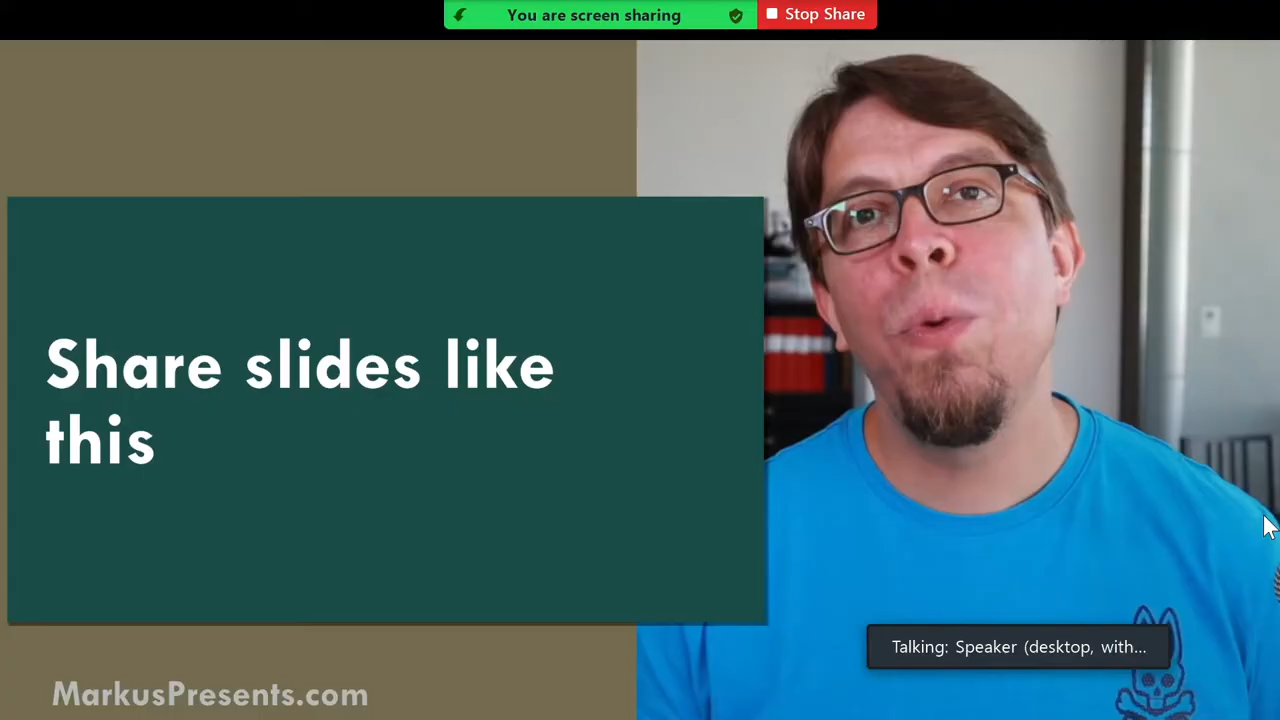 You are screen sharing
Stop Share
Share slides like
this
Talking: Speaker (desktop, with...
MarkusPresents.com